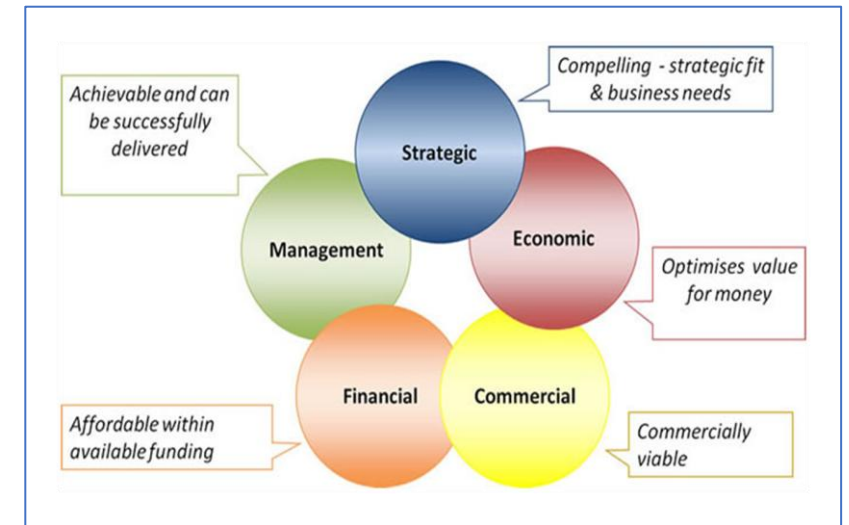 Compelling - strategic fit
& business needs
Achievable and can
be successfully
delivered
Strategic
Economic
Management
Optimises value
for money
Financial
Commercial
Affordable within
available funding
Commercially
viable